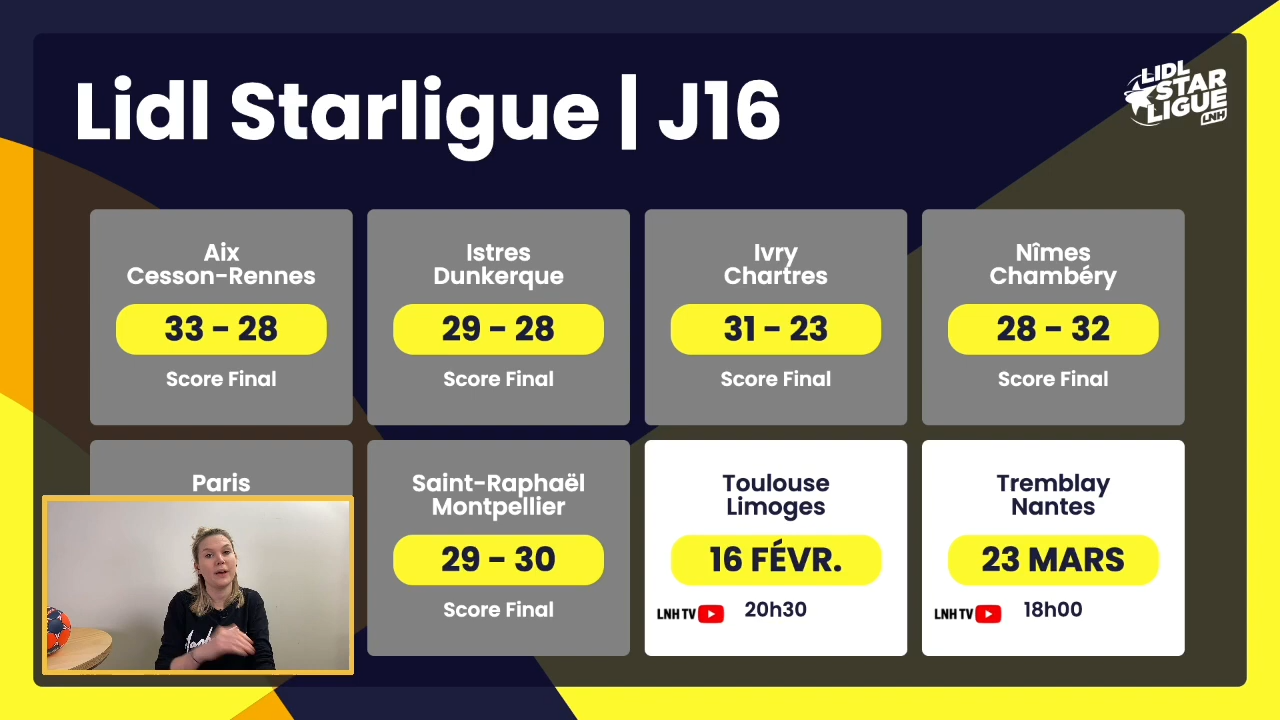 Lidl Starligue | J16
LIDL
STAR
LIGUE
LNH
Aix
Cesson-Rennes
33 - 28
Score Final
Istres
Dunkerque
29 - 28
Score Final
Ivry
Chartres
31 - 23
Score Final
Nîmes
Chambéry
28 - 32
Score Final
Paris
Saint-Raphaël
Montpellier
29 - 30
Score Final
Toulouse
Limoges
16 FÉVR.
LNH TV 20h30
Tremblay
Nantes
23 MARS
LNH TV 18h00